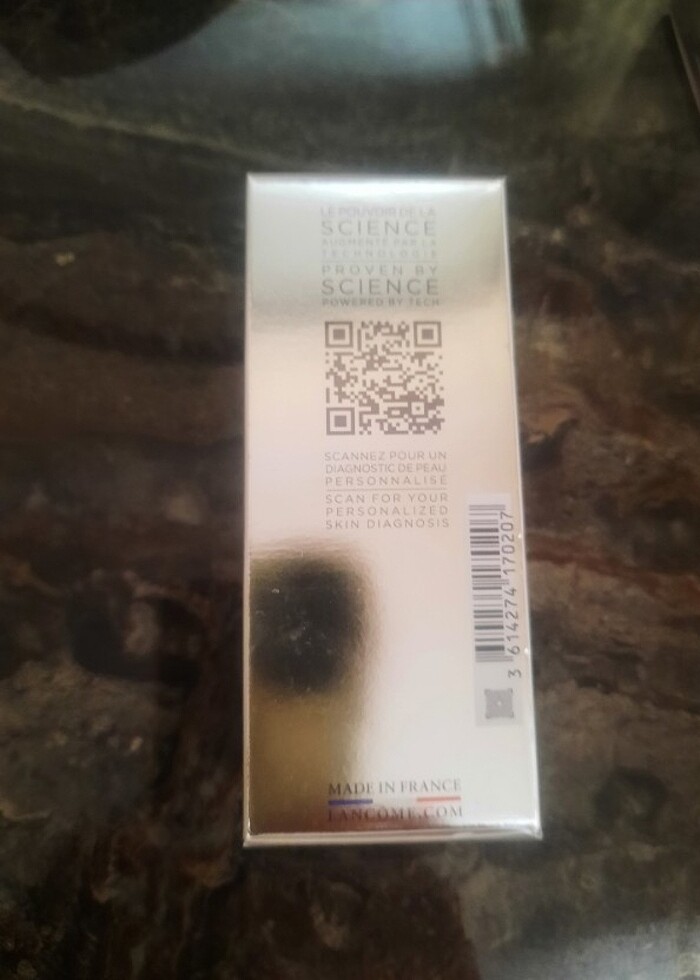 LE POUVOIR DE LA
SCIENCE
AUGMENTÉ PAR LA
TECHNOLOGIE
PROVEN BY
SCIENCE
POWERED BY TECH
SCANNEZ POUR UN
DIAGNOSTIC DE PEAU
PERSONNALISÉ
SCAN FOR YOUR
PERSONALIZED
SKIN DIAGNOSIS
3 614274 170207
MADE IN FRANCE
LANCÔME.COM